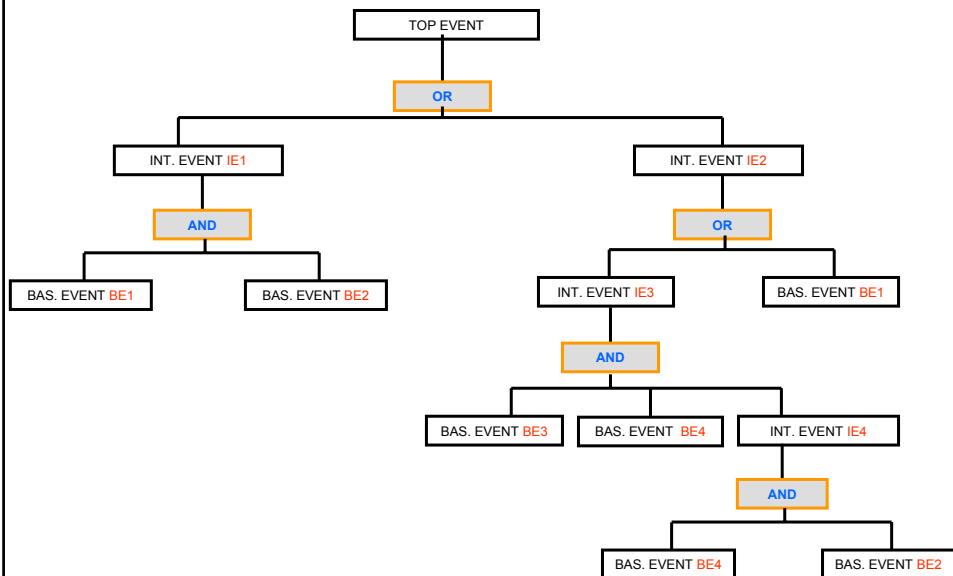 TOP EVENT
OR
INT. EVENT IE1
INT. EVENT IE2
AND
OR
BAS. EVENT BE1
BAS. EVENT BE2
INT. EVENT IE3
BAS. EVENT BE1
AND
BAS. EVENT BE3
BAS. EVENT BE4
INT. EVENT IE4
AND
BAS. EVENT BE4
BAS. EVENT BE2